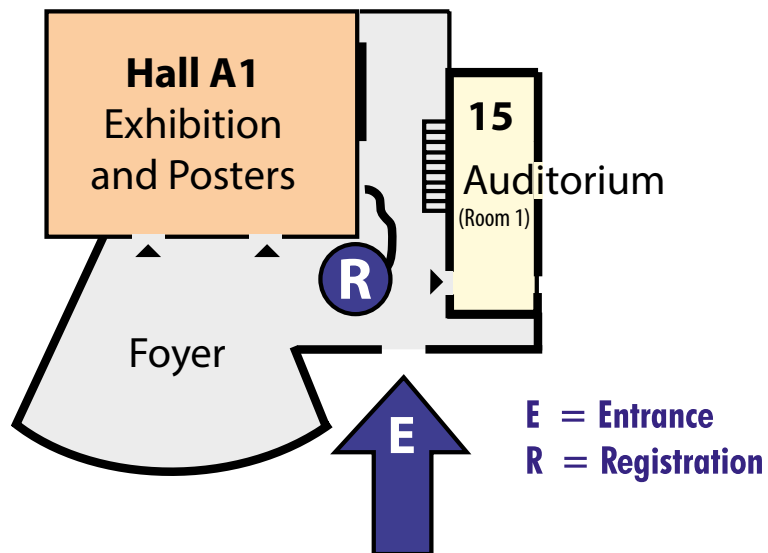 Hall A1
Exhibition
and Posters
15
Auditorium
(Room 1)
R
Foyer
E
E = Entrance
R = Registration